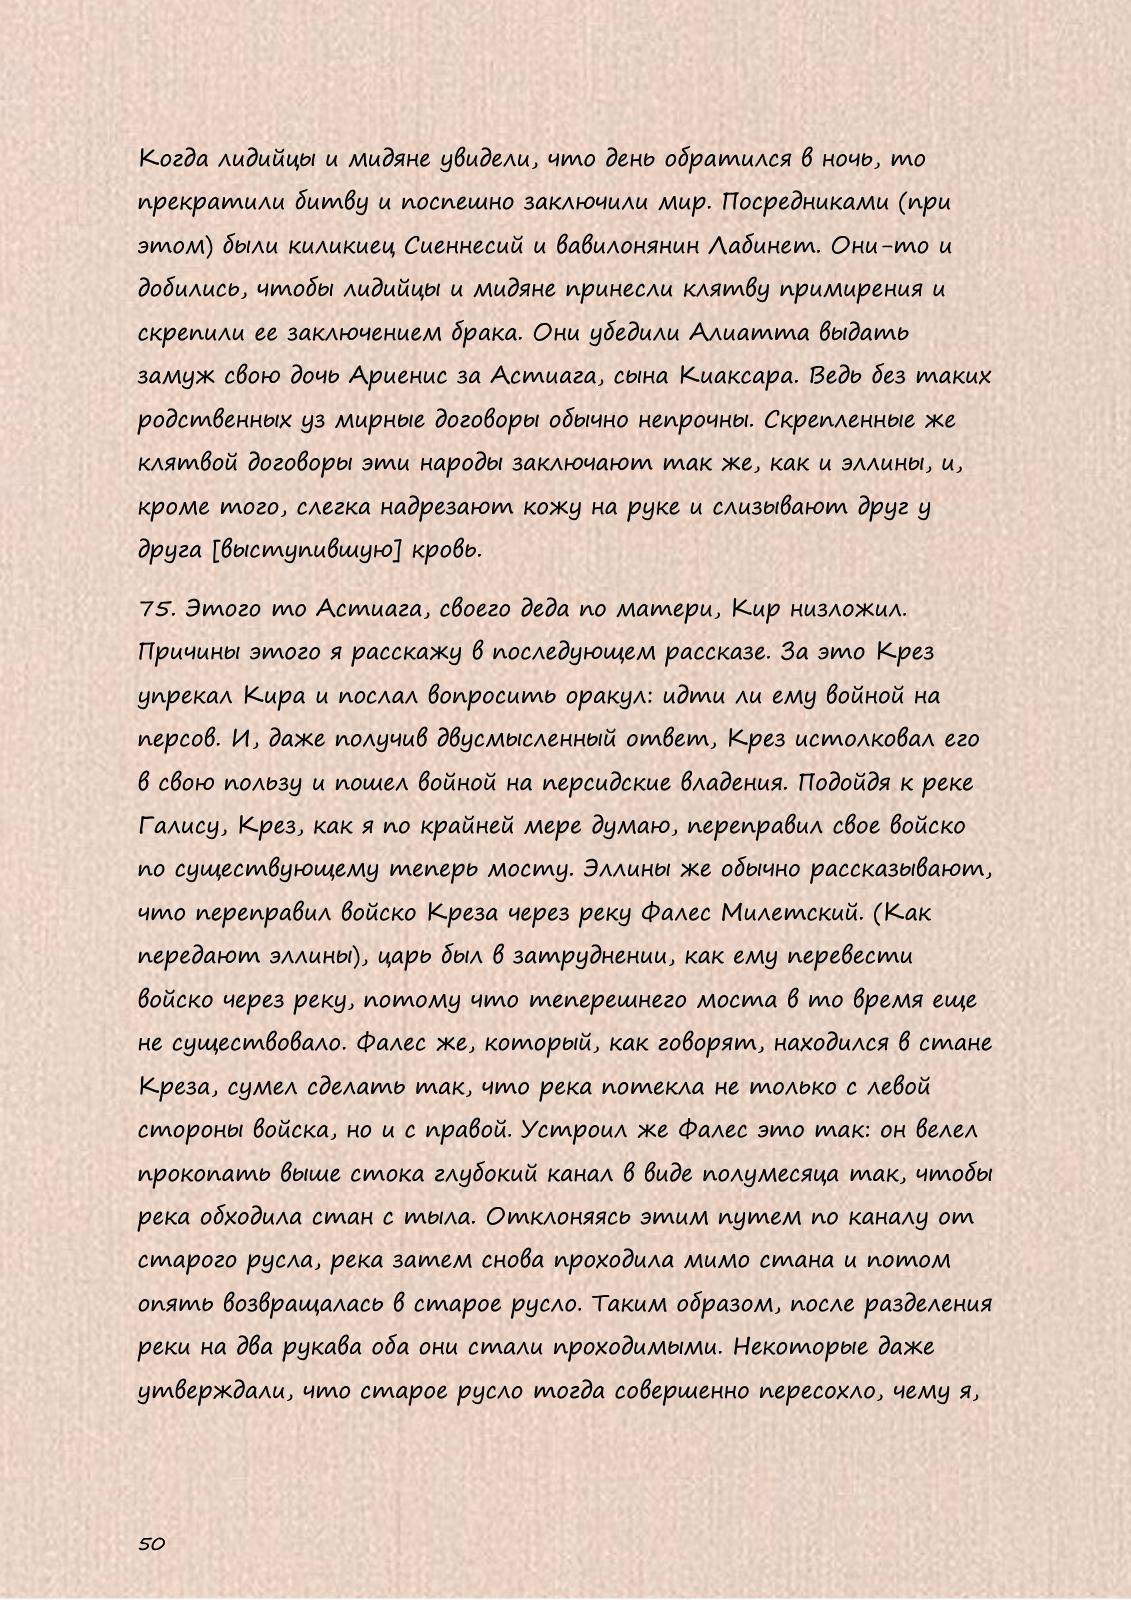 Когда лидийцы и мидяне увидели, что день обратился в ночь, то
прекратили битву и поспешно заключили мир. Посредниками (при
этом) были киликиец Сиеннесий и вавилонянин Лабинет. Они-то и
добились, чтобы лидийцы и мидяне принесли клятву примирения и
скрепили ее заключением брака. Они убедили Алиатта выдать
замуж свою дочь Ариенис за Астиага, сына Киаксара. Ведь без таких
родственных уз мирные договоры обычно непрочны. Скрепленные же
клятвой договоры эти народы заключают так же, как и эллины, и,
кроме того, слегка надрезают кожу на руке и слизывают друг у
друга [выступившую] кровь.
75. Этого то Астиага, своего деда по матери, Кир низложил.
Причины этого я расскажу в последующем рассказе. За это Крез
упрекал Кира и послал вопросить оракул: идти ли ему войной на
персов. И, даже получив двусмысленный ответ, Крез истолковал его
в свою пользу и пошел войной на персидские владения. Подойдя к реке
Галису, Крез, как я по крайней мере думаю, переправил свое войско
по существующему теперь мосту. Эллины же обычно рассказывают,
что переправил войско Креза через реку Фалес Милетский. (Как
передают эллины), царь был в затруднении, как ему перевести
войско через реку, потому что теперешнего моста в то время еще
не существовало. Фалес же, который, как говорят, находился в стане
Креза, сумел сделать так, что река потекла не только с левой
стороны войска, но и с правой. Устроил же Фалес это так: он велел
прокопать выше стока глубокий канал в виде полумесяца так, чтобы
река обходила стан с тыла. Отклоняясь этим путем по каналу от
старого русла, река затем снова проходила мимо стана и потом
опять возвращалась в старое русло. Таким образом, после разделения
реки на два рукава оба они стали проходимыми. Некоторые даже
утверждали, что старое русло тогда совершенно пересохло, чему я,
50